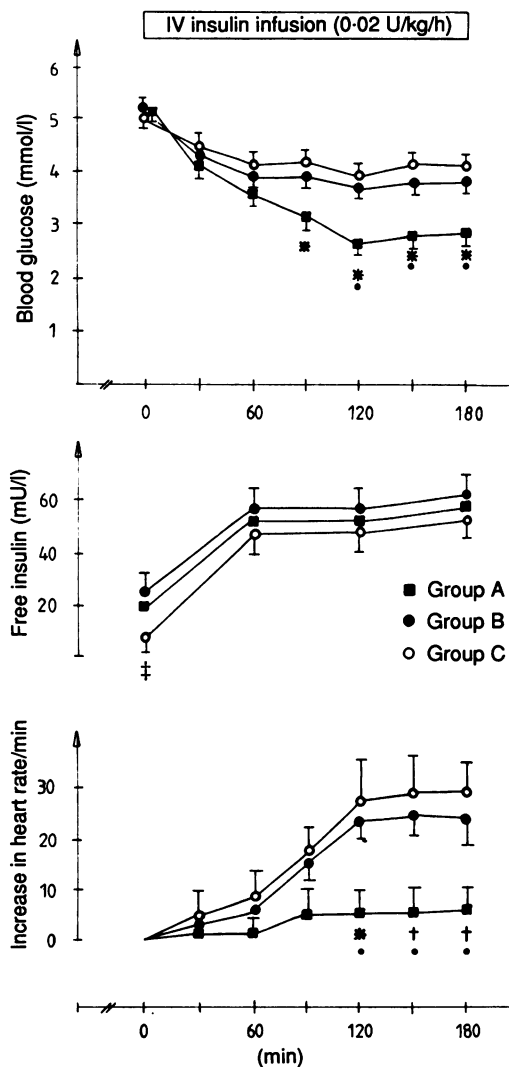 IV insulin infusion (0·02 U/kg/h)
Blood glucose (mmol/l)
6
5
4
3
2
1
* * * *
• • •
0 60 120 180
Free insulin (mU/l)
60
40
20
‡
Group A
Group B
Group C
Increase in heart rate/min
30
20
10
0
* † †
• • •
0 60 120 180
(min)